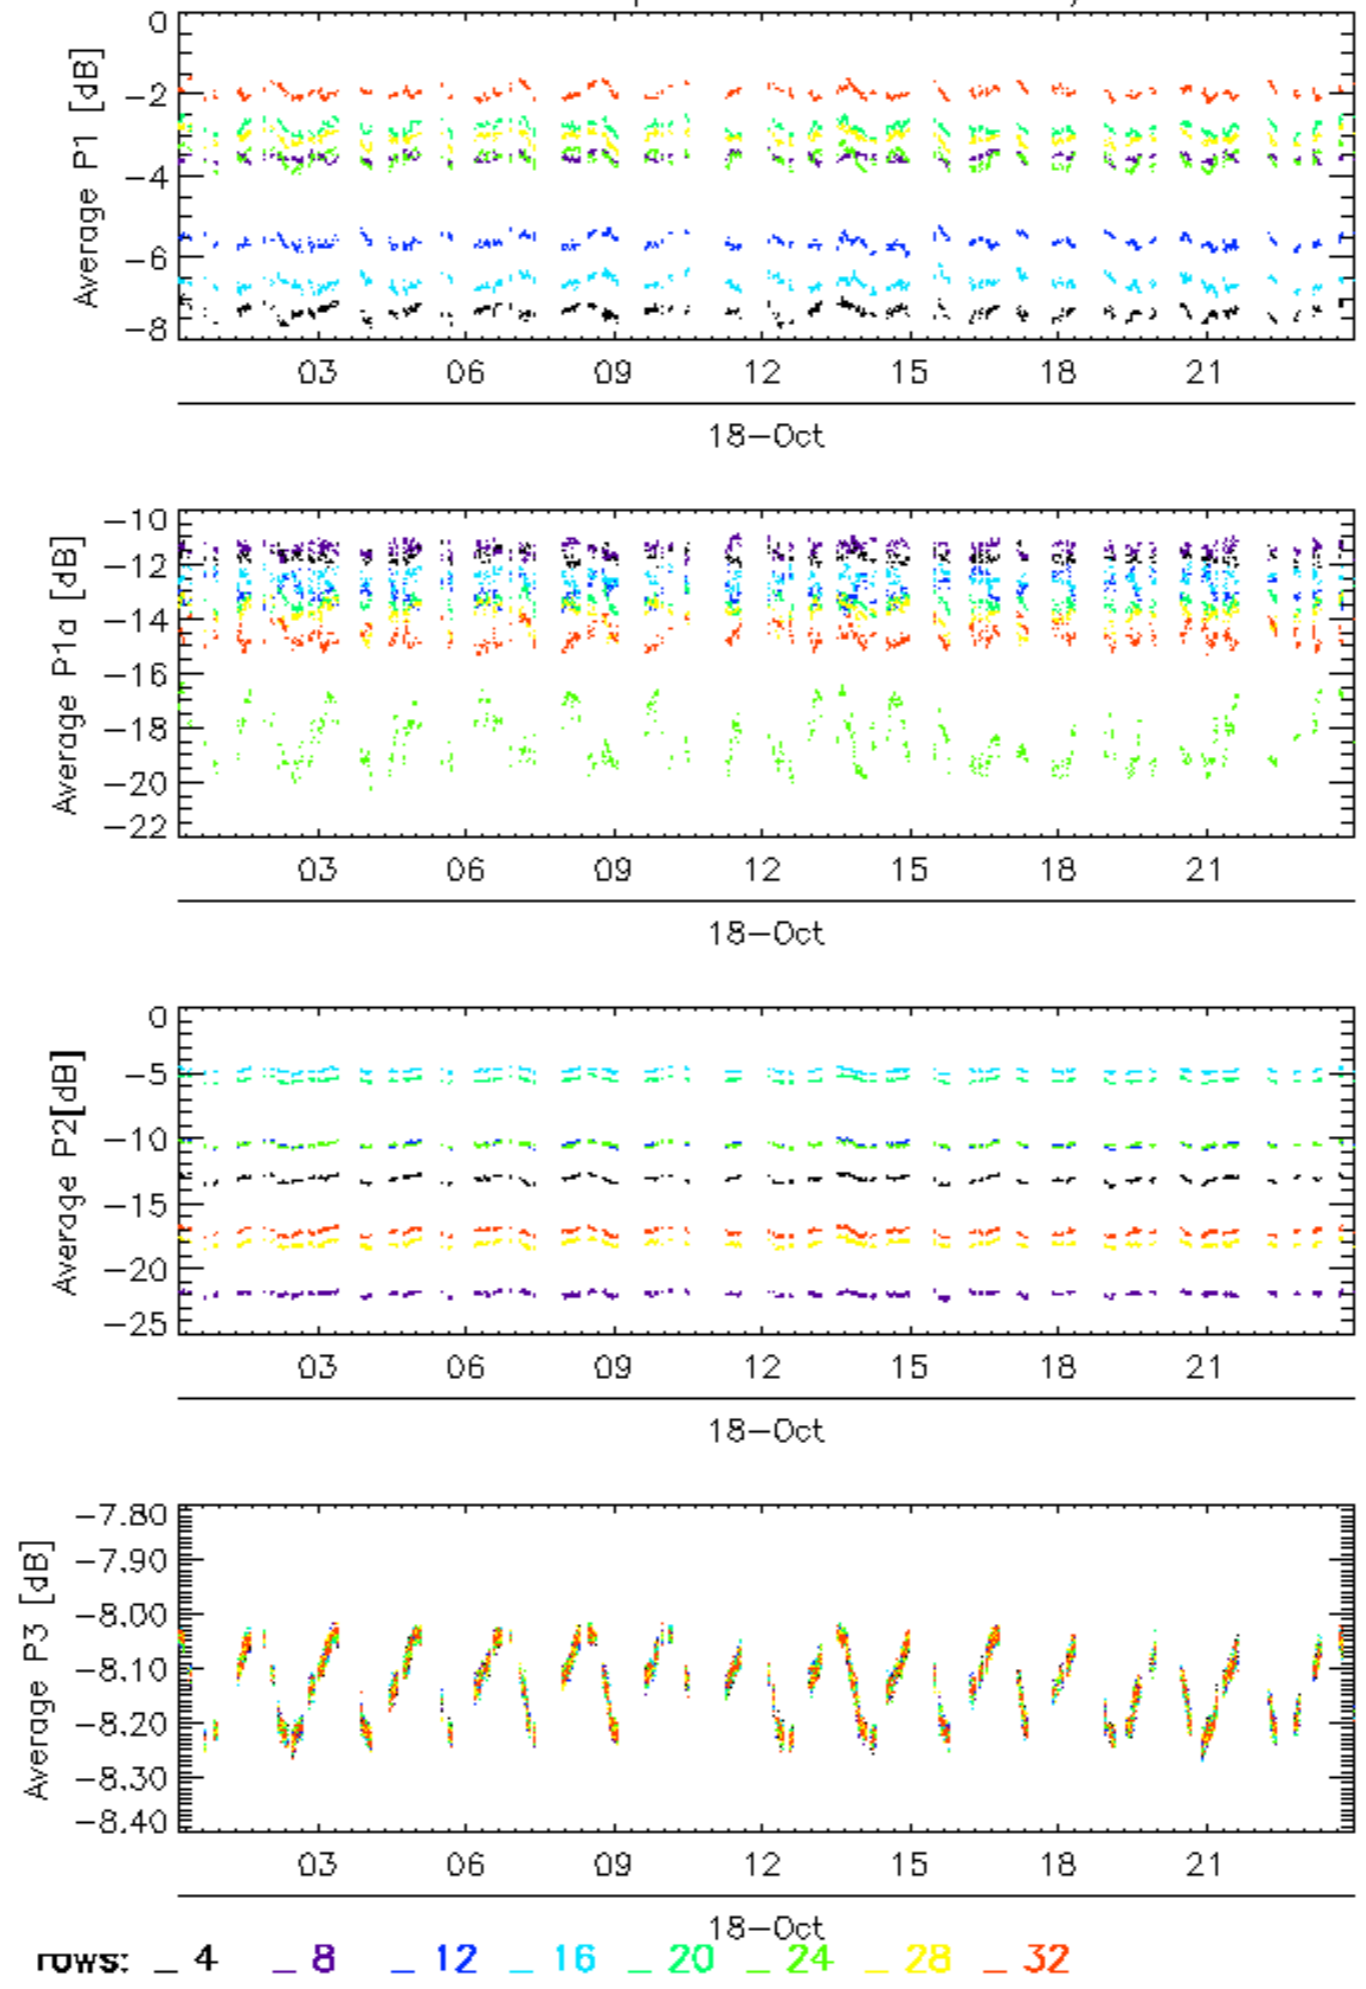 0
-2
-4
-6
-8
Average P1 [dB]
03 06 09 12 15 18 21
18-Oct
-10
-12
-14
-16
-18
-20
-22
Average P1a [dB]
03 06 09 12 15 18 21
18-Oct
0
-5
-10
-15
-20
-25
Average P2[dB]
03 06 09 12 15 18 21
18-Oct
-7.80
-7.90
-8.00
-8.10
-8.20
-8.30
-8.40
Average P3 [dB]
03 06 09 12 15 18 21
18-Oct
rows: _ 4 _ 8 _ 12 _ 16 _ 20 _ 24 _ 28 _ 32